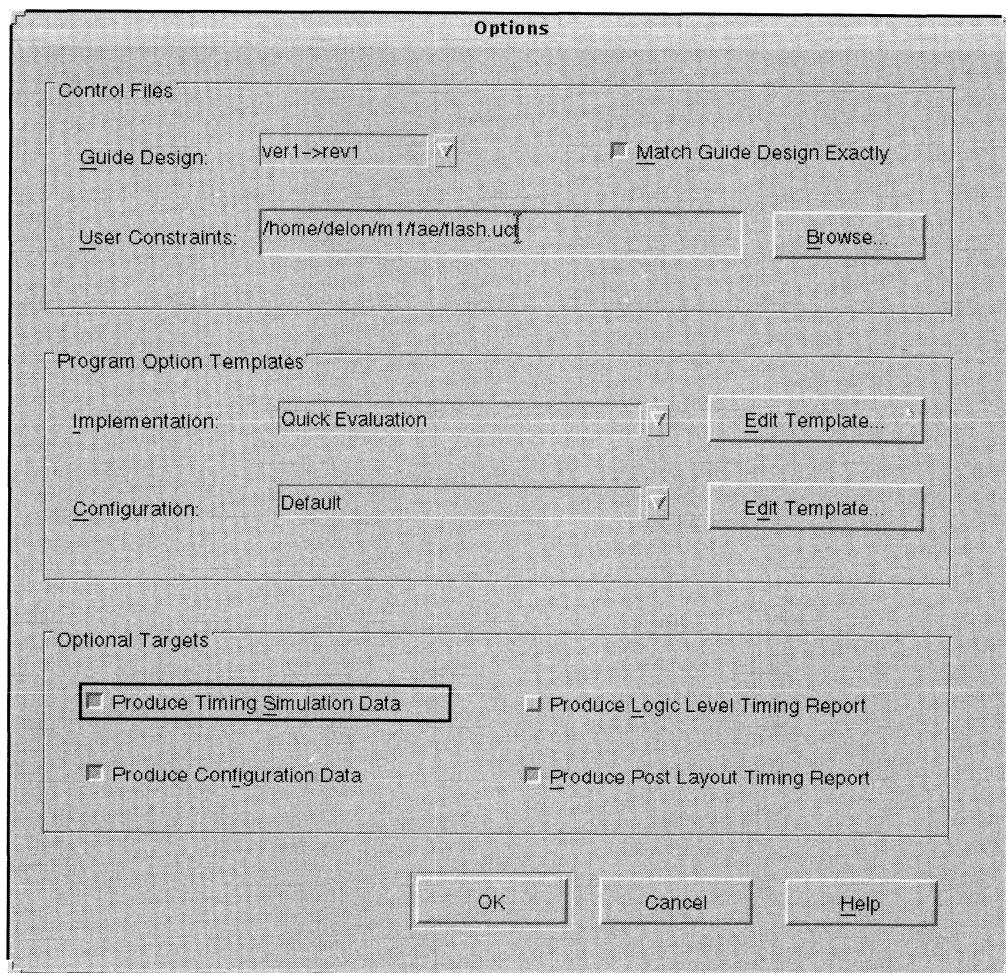 Options
Control Files
Guide Design: ver1->rev1 Match Guide Design Exactly
User Constraints: /home/delon/m1/fae/flash.ucf Browse...
Program Option Templates
Implementation: Quick Evaluation Edit Template...
Configuration: Default Edit Template...
Optional Targets
Produce Timing Simulation Data Produce Logic Level Timing Report
Produce Configuration Data Produce Post Layout Timing Report
OK Cancel Help